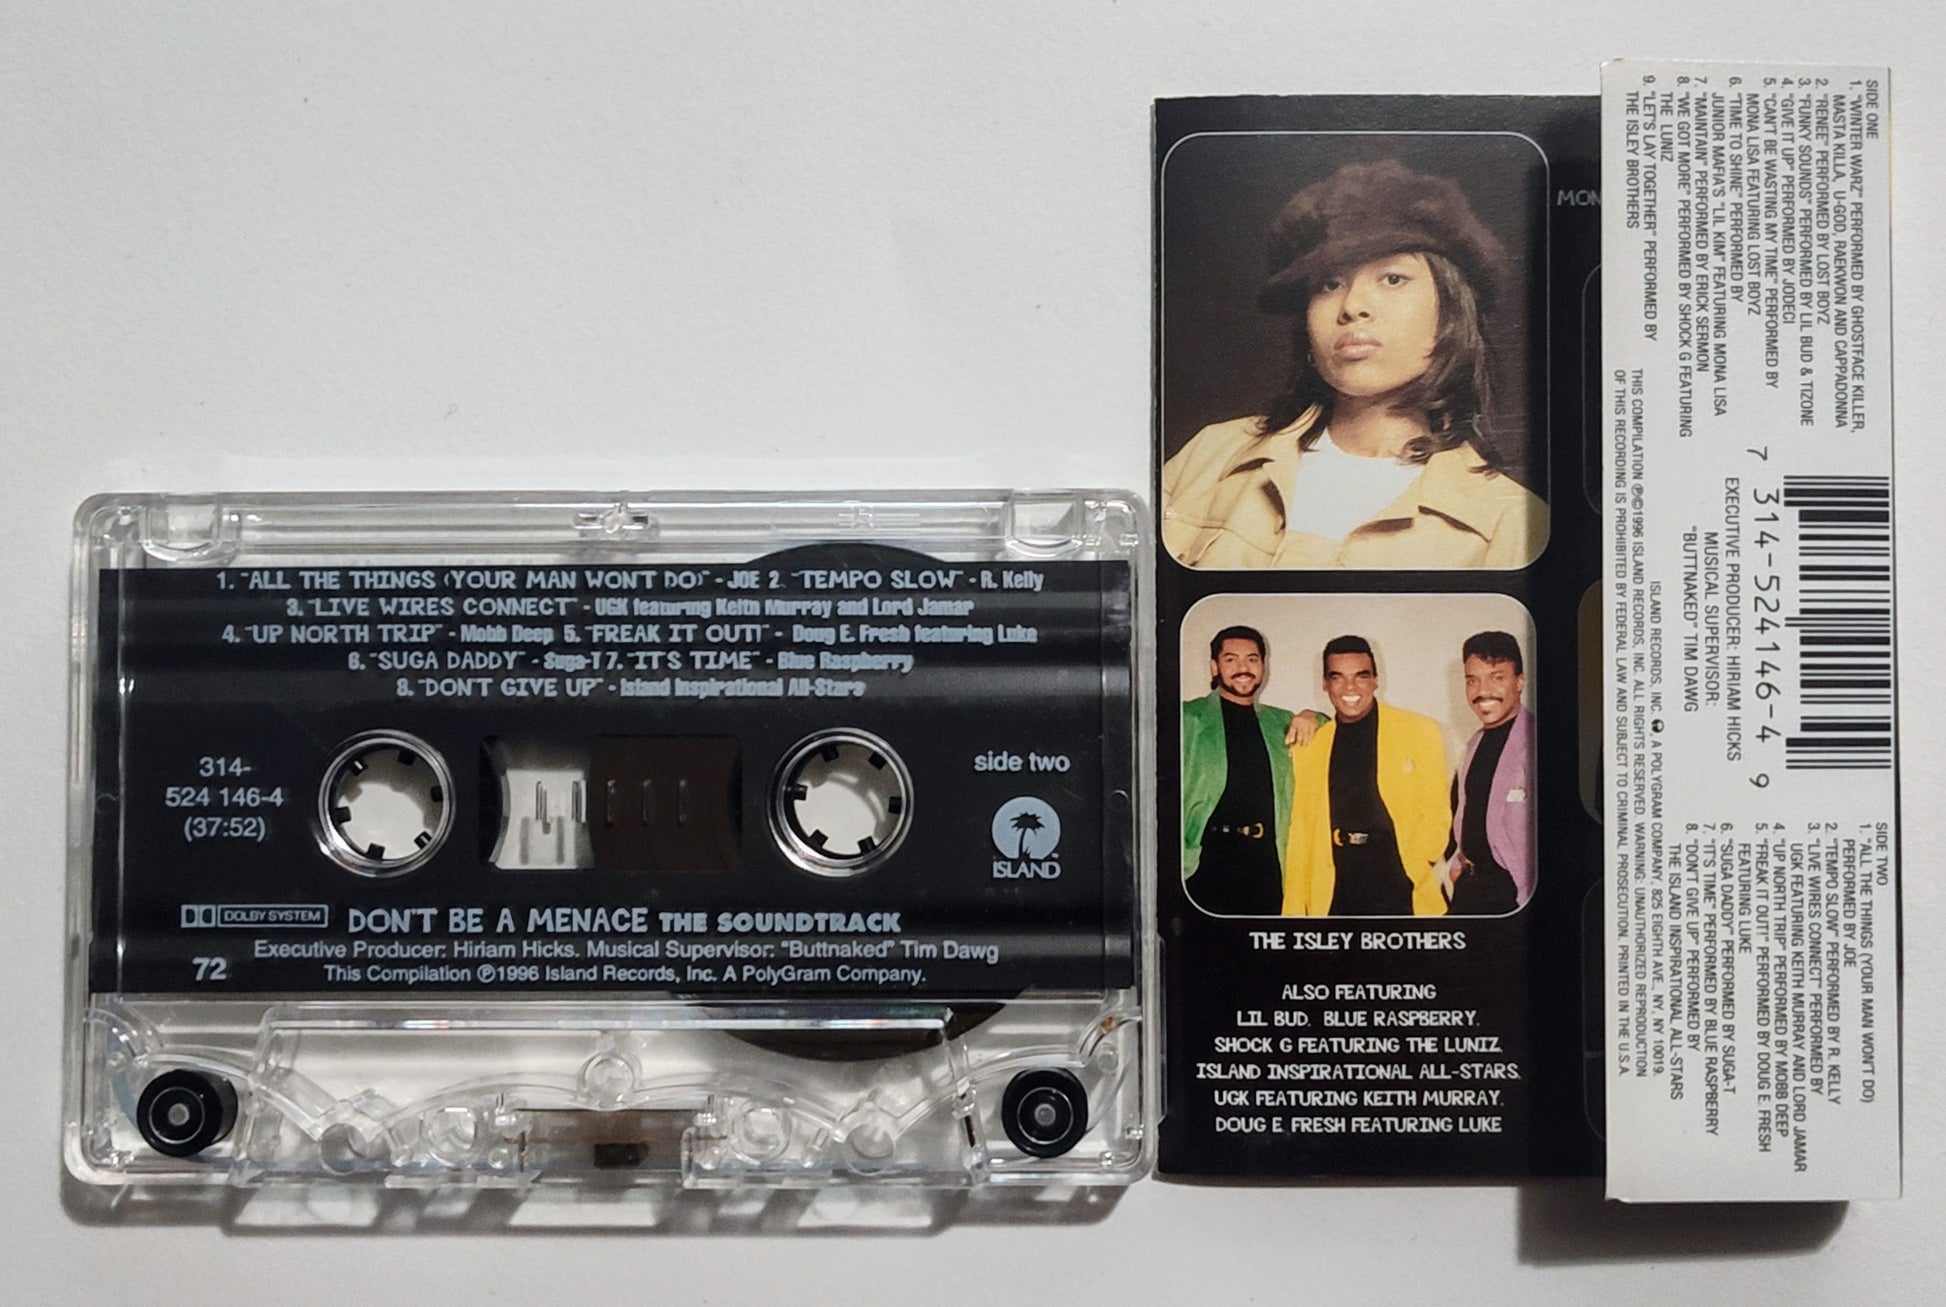 1. "ALL THE THINGS (YOUR MAN WON'T DO)" - JOE 2. "TEMPO SLOW" - R. Kelly
3. "LIVE WIRES CONNECT" - UGK featuring Keith Murray and Lord Jamar
4. "UP NORTH TRIP" - Mobb Deep 5. "FREAK IT OUT!" - Doug E. Fresh featuring Luke
6. "SUGA DADDY" - Suga-T 7. "IT'S TIME" - Blue Raspberry
8. "DON'T GIVE UP" - Island Inspirational All-Stars
314-
524 146-4
(37:52)
side two
ISLAND
DOLBY SYSTEM
DON'T BE A MENACE THE SOUNDTRACK
Executive Producer: Hiriam Hicks. Musical Supervisor: "Buttnaked" Tim Dawg
72
This Compilation ℗1996 Island Records, Inc. A PolyGram Company.
MON
THE ISLEY BROTHERS
ALSO FEATURING
LIL BUD, BLUE RASPBERRY,
SHOCK G FEATURING THE LUNIZ,
ISLAND INSPIRATIONAL ALL-STARS,
UGK FEATURING KEITH MURRAY,
DOUG E. FRESH FEATURING LUKE
SIDE ONE
1. "WINTER WARZ" PERFORMED BY GHOSTFACE KILLER,
MASTA KILLA, U-GOD, RAEKWON AND CAPPADONNA
2. "RENEE" PERFORMED BY LOST BOYZ
3. "FUNKY SOUNDS" PERFORMED BY LIL BUD & TIZONE
4. "GIVE IT UP" PERFORMED BY JODECI
5. "CAN'T BE WASTING MY TIME" PERFORMED BY
MONA LISA FEATURING LOST BOYZ
6. "TIME TO SHINE" PERFORMED BY
JUNIOR MAFIA'S "LIL KIM" FEATURING MONA LISA
7. "MAINTAIN" PERFORMED BY ERICK SERMON
8. "WE GOT MORE" PERFORMED BY SHOCK G FEATURING
THE LUNIZ
9. "LET'S LAY TOGETHER" PERFORMED BY
THE ISLEY BROTHERS
7 314-524146-4 9
EXECUTIVE PRODUCER: HIRIAM HICKS
MUSICAL SUPERVISOR:
"BUTTNAKED" TIM DAWG
SIDE TWO
1. "ALL THE THINGS (YOUR MAN WON'T DO)
PERFORMED BY JOE
2. "TEMPO SLOW" PERFORMED BY R. KELLY
3. "LIVE WIRES CONNECT" PERFORMED BY
UGK FEATURING KEITH MURRAY AND LORD JAMAR
4. "UP NORTH TRIP" PERFORMED BY MOBB DEEP
5. "FREAK IT OUT!" PERFORMED BY DOUG E. FRESH
FEATURING LUKE
6. "SUGA DADDY" PERFORMED BY SUGA-T
7. "IT'S TIME" PERFORMED BY BLUE RASPBERRY
8. "DON'T GIVE UP" PERFORMED BY
THE ISLAND INSPIRATIONAL ALL-STARS
ISLAND RECORDS, INC. A POLYGRAM COMPANY, 825 EIGHTH AVE., NY, NY 10019.
THIS COMPILATION ℗©1996 ISLAND RECORDS, INC. ALL RIGHTS RESERVED. WARNING: UNAUTHORIZED REPRODUCTION
OF THIS RECORDING IS PROHIBITED BY FEDERAL LAW AND SUBJECT TO CRIMINAL PROSECUTION. PRINTED IN THE U.S.A.